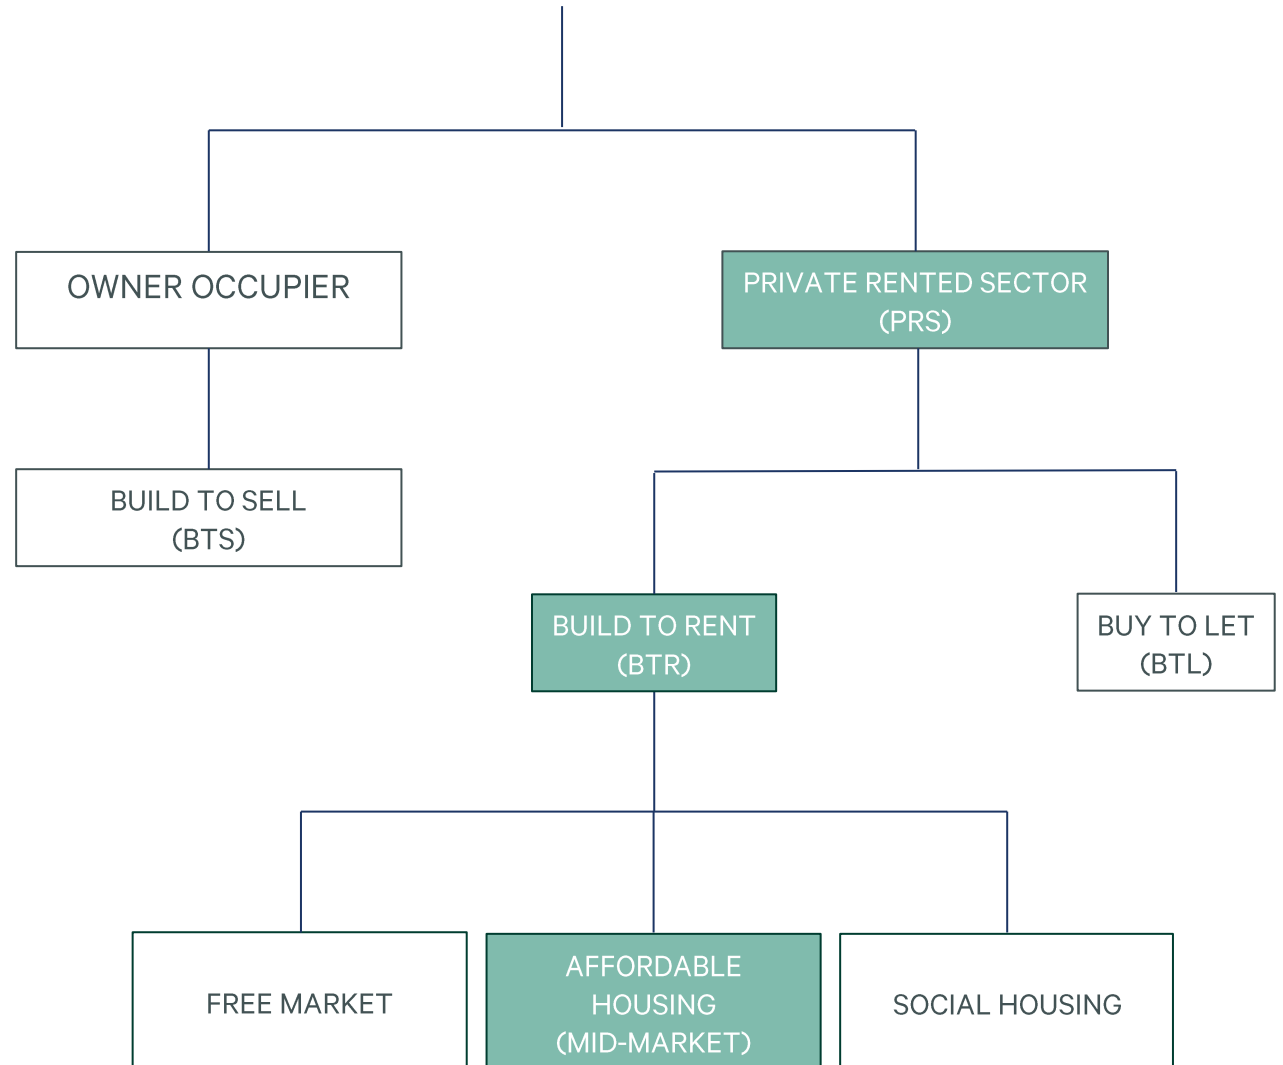 OWNER OCCUPIER
PRIVATE RENTED SECTOR
(PRS)
BUILD TO SELL
(BTS)
BUILD TO RENT
(BTR)
BUY TO LET
(BTL)
FREE MARKET
AFFORDABLE
HOUSING
(MID-MARKET)
SOCIAL HOUSING